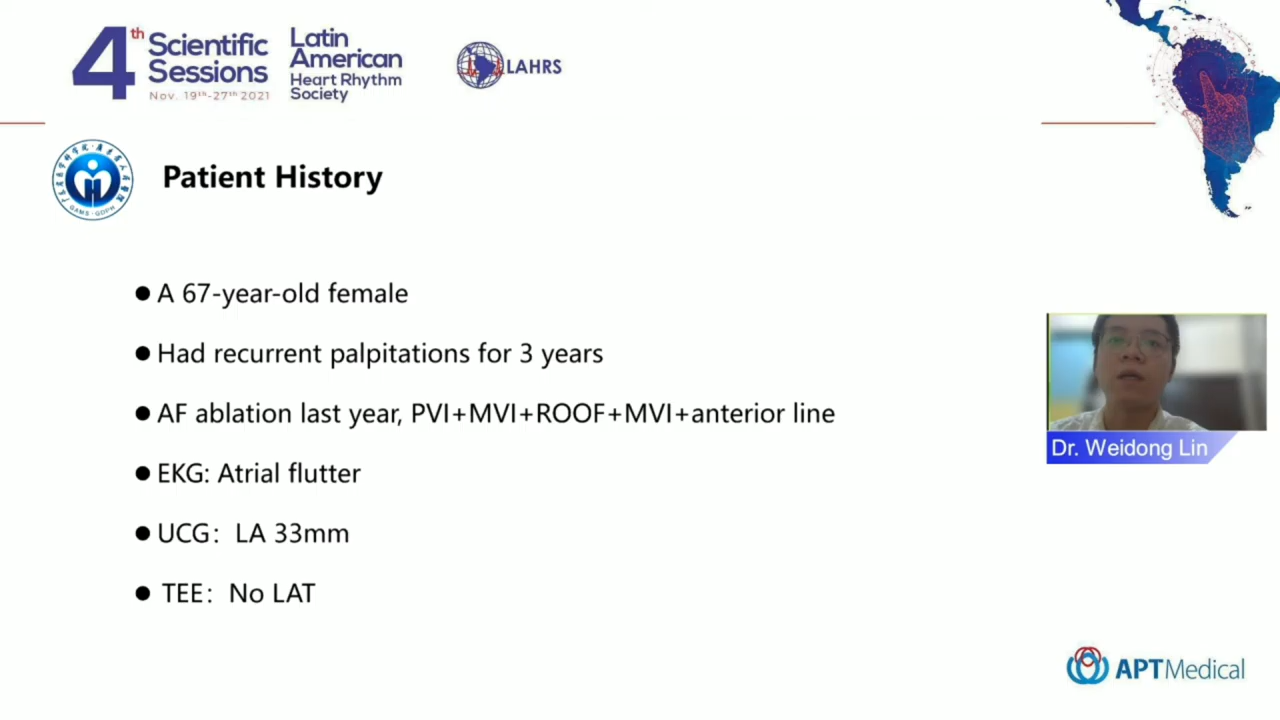 4th Scientific Sessions
Nov. 19th-27th 2021
Latin American Heart Rhythm Society
LAHRS
GAMS·GDPH
Patient History
● A 67-year-old female
● Had recurrent palpitations for 3 years
● AF ablation last year, PVI+MVI+ROOF+MVI+anterior line
● EKG: Atrial flutter
● UCG： LA 33mm
● TEE： No LAT
Dr. Weidong Lin
APTMedical